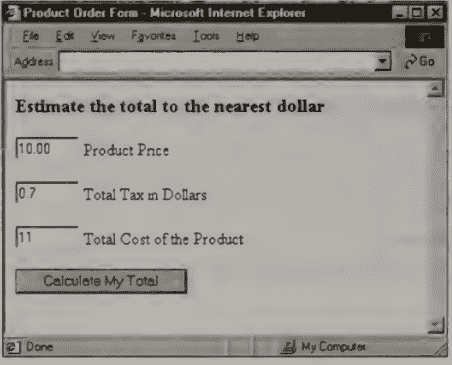 Product Order Form - Microsoft Internet Explorer
File Edit View Favorites Tools Help
Address Go
Estimate the total to the nearest dollar
10.00 Product Price
0.7 Total Tax in Dollars
11 Total Cost of the Product
Calculate My Total
Done My Computer